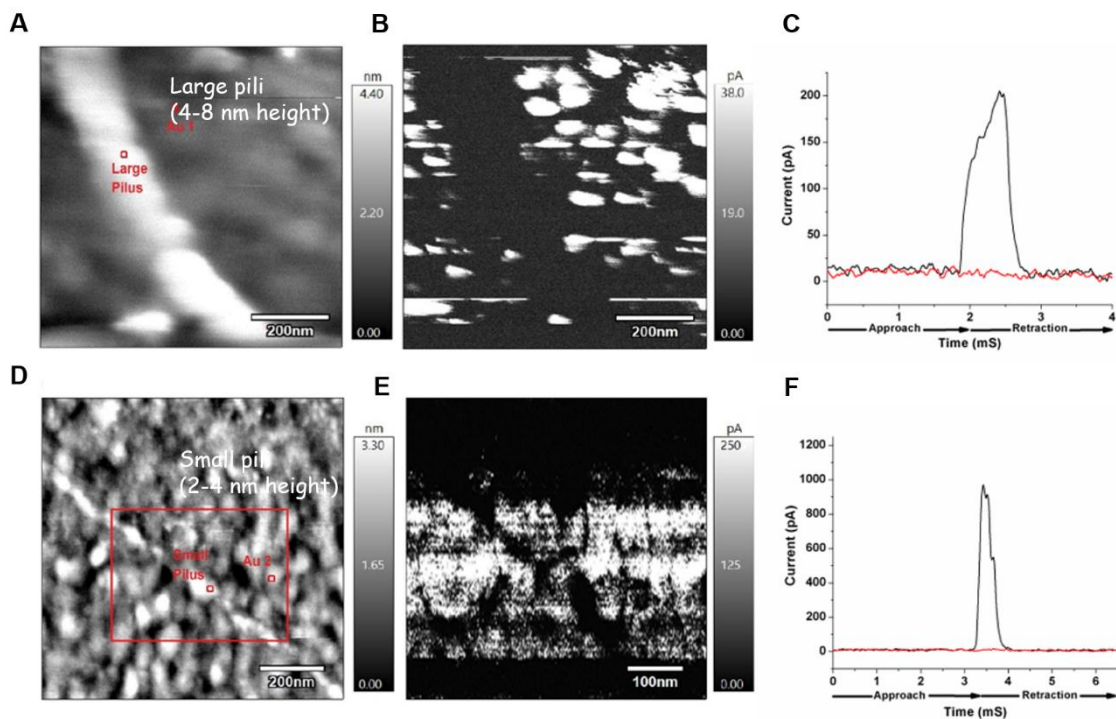 A
Large pili
(4-8 nm height)
Au 1
Large
Pilus
200nm
nm
4.40
2.20
0.00
B
200nm
pA
38.0
19.0
0.00
C
Current (pA)
200
150
100
50
0
0 1 2 3 4
Approach Retraction
Time (mS)
D
Small pili
(2-4 nm height)
Small
Pilus
Au 2
200nm
nm
3.30
1.65
0.00
E
100nm
pA
250
125
0.00
F
Current (pA)
1200
1000
800
600
400
200
0
0 1 2 3 4 5 6
Approach Retraction
Time (mS)